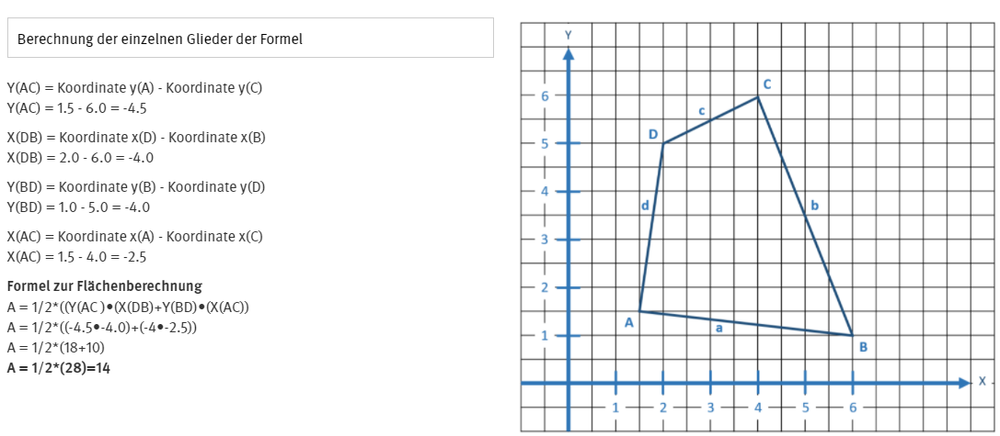 Berechnung der einzelnen Glieder der Formel
Y(AC) = Koordinate y(A) - Koordinate y(C)
Y(AC) = 1.5 - 6.0 = -4.5
X(DB) = Koordinate x(D) - Koordinate x(B)
X(DB) = 2.0 - 6.0 = -4.0
Y(BD) = Koordinate y(B) - Koordinate y(D)
Y(BD) = 1.0 - 5.0 = -4.0
X(AC) = Koordinate x(A) - Koordinate x(C)
X(AC) = 1.5 - 4.0 = -2.5
Formel zur Flächenberechnung
A = 1/2*((Y(AC )•(X(DB)+Y(BD)•(X(AC))
A = 1/2*((-4.5•-4.0)+(-4•-2.5))
A = 1/2*(18+10)
A = 1/2*(28)=14
Y
C
6
c
D
5
4
d
b
3
2
A
a
1
B
X
1 2 3 4 5 6